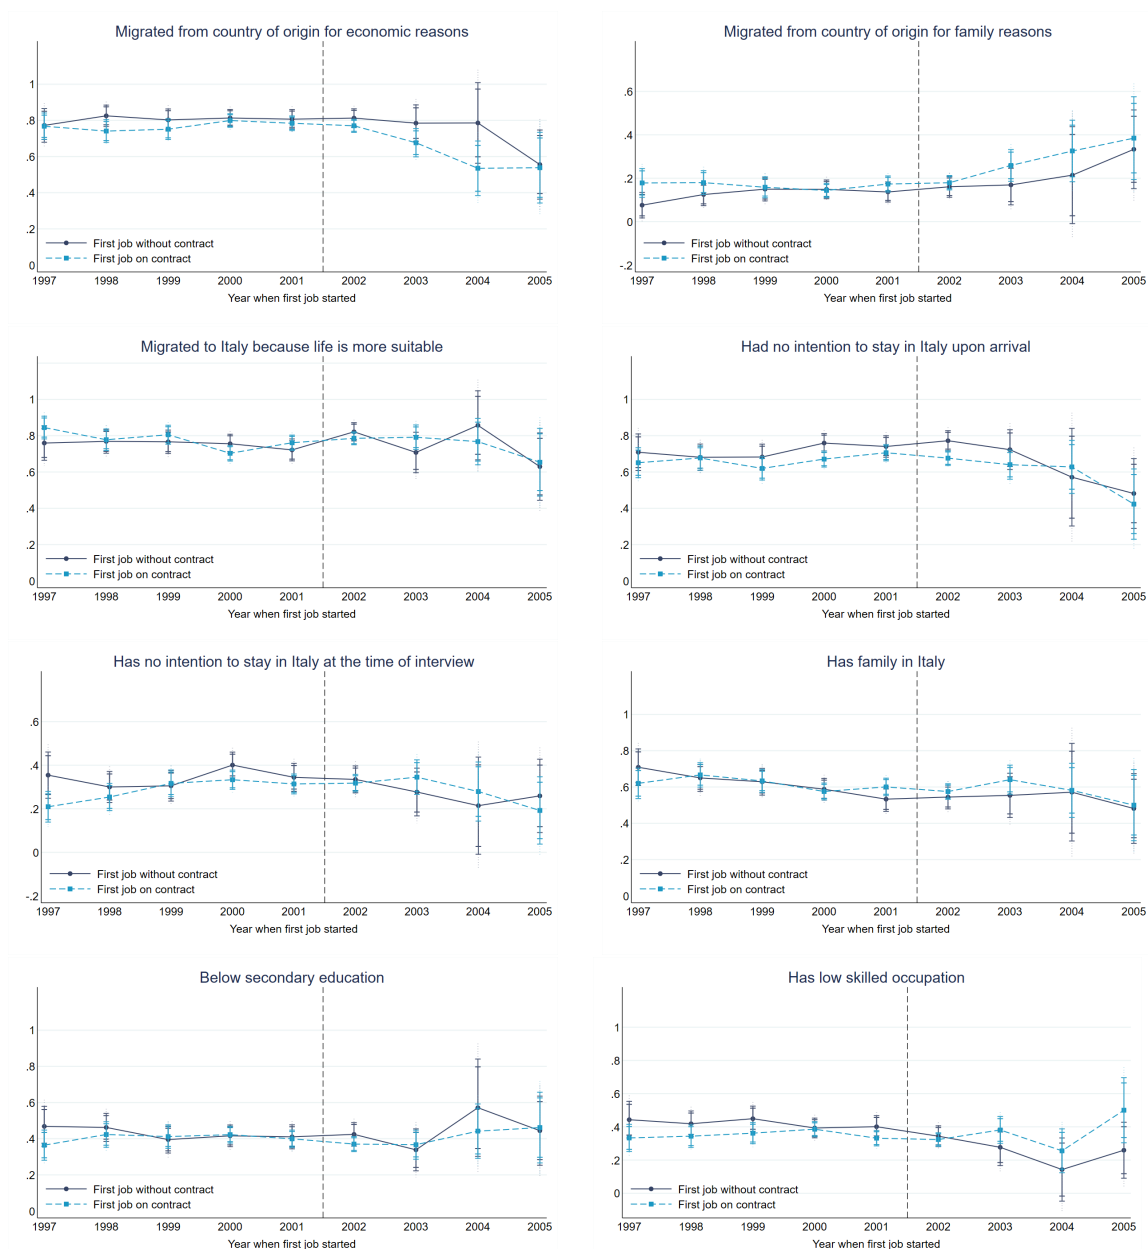 Migrated from country of origin for economic reasons
1
.8
.6
.4
.2
0
First job without contract
First job on contract
1997 1998 1999 2000 2001 2002 2003 2004 2005
Year when first job started
Migrated from country of origin for family reasons
.6
.4
.2
0
-.2
First job without contract
First job on contract
1997 1998 1999 2000 2001 2002 2003 2004 2005
Year when first job started
Migrated to Italy because life is more suitable
1
.8
.6
.4
.2
0
First job without contract
First job on contract
1997 1998 1999 2000 2001 2002 2003 2004 2005
Year when first job started
Had no intention to stay in Italy upon arrival
1
.8
.6
.4
.2
0
First job without contract
First job on contract
1997 1998 1999 2000 2001 2002 2003 2004 2005
Year when first job started
Has no intention to stay in Italy at the time of interview
.6
.4
.2
0
-.2
First job without contract
First job on contract
1997 1998 1999 2000 2001 2002 2003 2004 2005
Year when first job started
Has family in Italy
1
.8
.6
.4
.2
0
First job without contract
First job on contract
1997 1998 1999 2000 2001 2002 2003 2004 2005
Year when first job started
Below secondary education
1
.8
.6
.4
.2
0
First job without contract
First job on contract
1997 1998 1999 2000 2001 2002 2003 2004 2005
Year when first job started
Has low skilled occupation
1
.8
.6
.4
.2
0
First job without contract
First job on contract
1997 1998 1999 2000 2001 2002 2003 2004 2005
Year when first job started